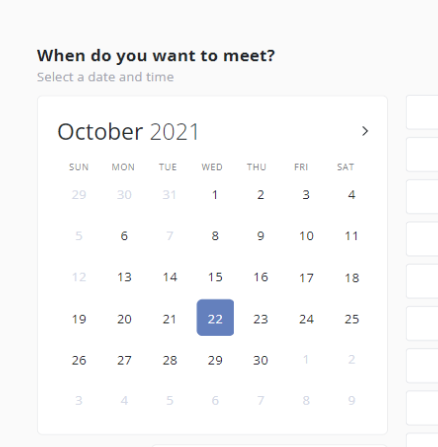 When do you want to meet?
Select a date and time
October 2021 >
SUN MON TUE WED THU FRI SAT
29 30 31 1 2 3 4
5 6 7 8 9 10 11
12 13 14 15 16 17 18
19 20 21 22 23 24 25
26 27 28 29 30 1 2
3 4 5 6 7 8 9